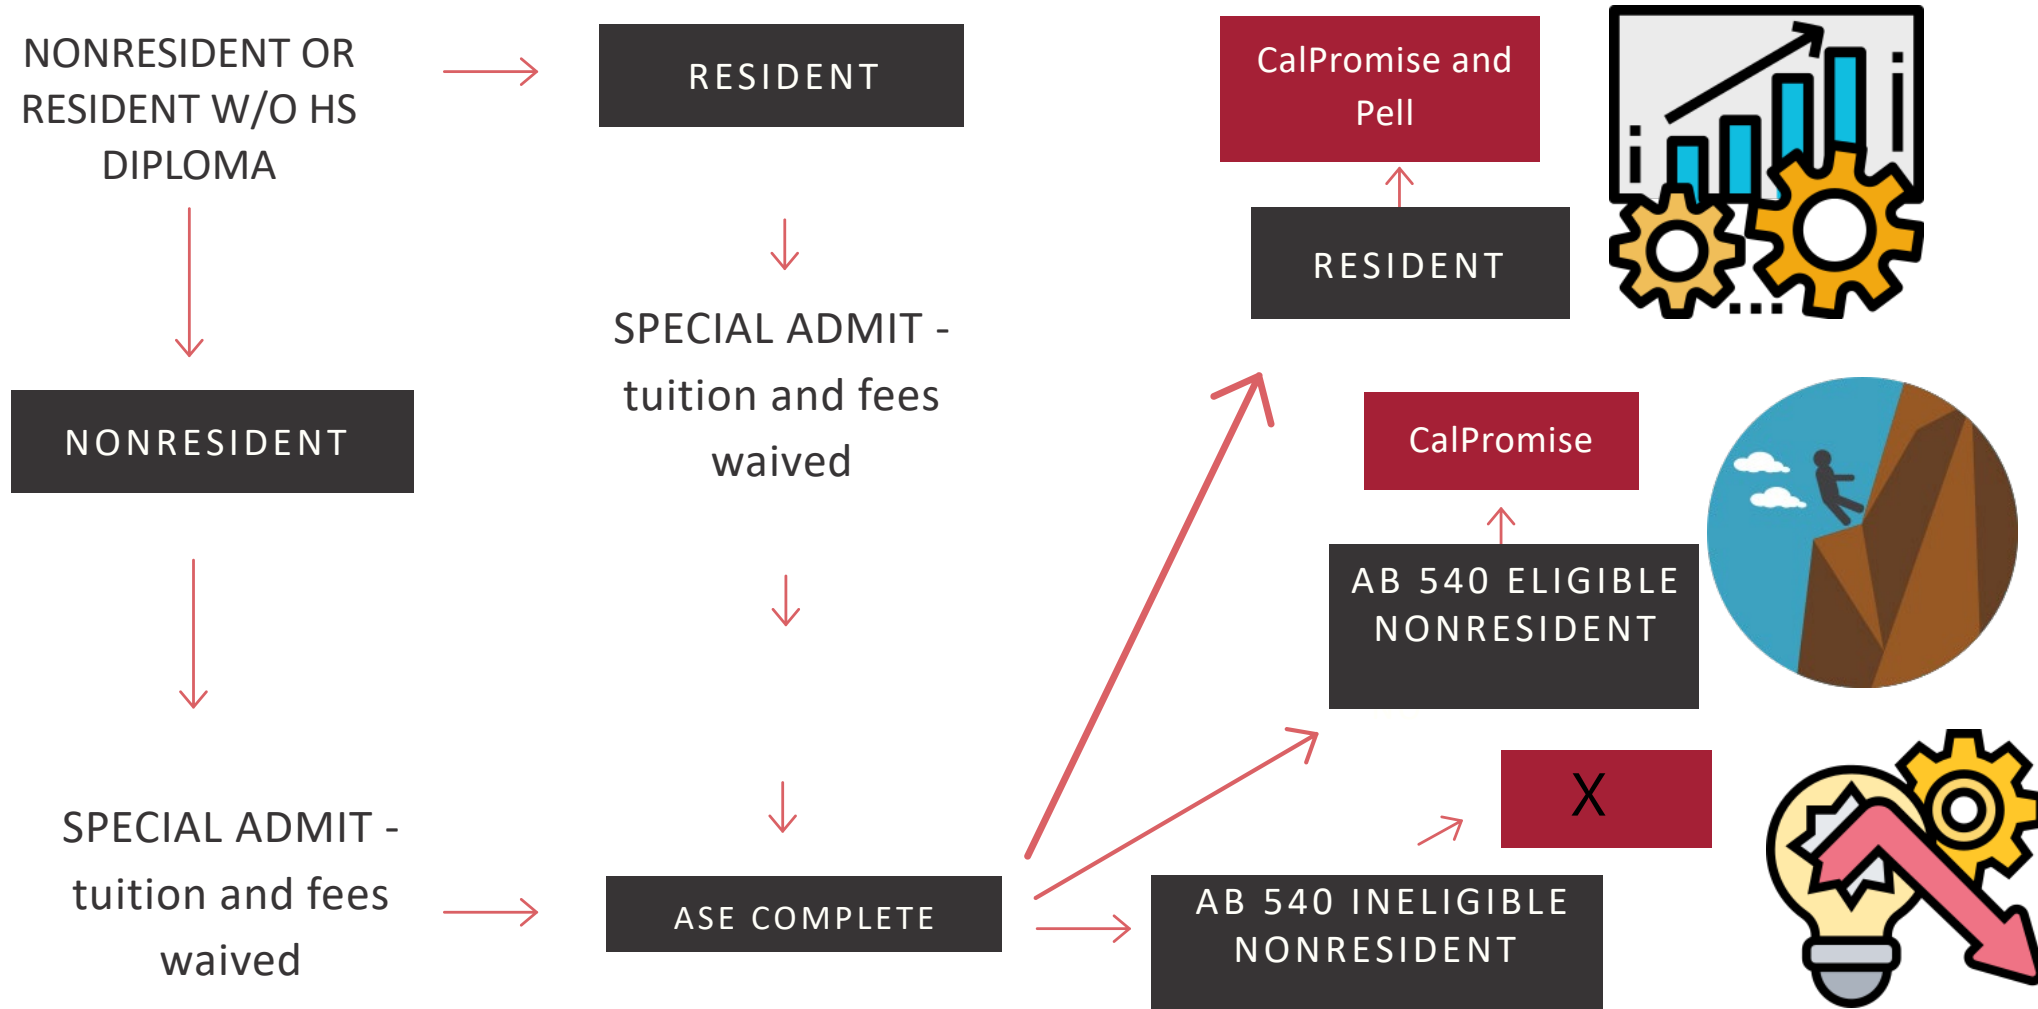 NONRESIDENT OR
RESIDENT W/O HS
DIPLOMA
RESIDENT
SPECIAL ADMIT -
tuition and fees
waived
NONRESIDENT
SPECIAL ADMIT -
tuition and fees
waived
ASE COMPLETE
CalPromise and
Pell
RESIDENT
CalPromise
AB 540 ELIGIBLE
NONRESIDENT
X
AB 540 INELIGIBLE
NONRESIDENT